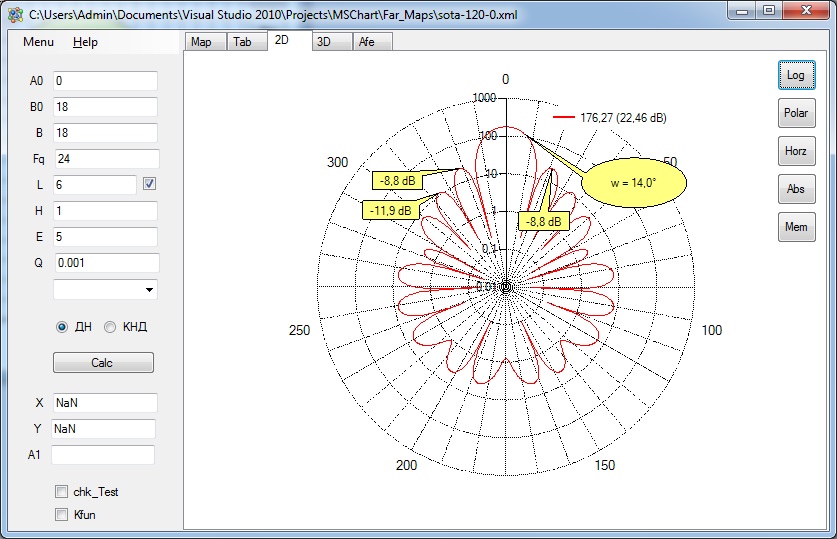 C:\Users\Admin\Documents\Visual Studio 2010\Projects\MSChart\Far_Maps\sota-120-0.xml
Menu Help
Map Tab 2D 3D Afe
A0 0
B0 18
B 18
Fq 24
L 6
H 1
E 5
Q 0.001
ДН КНД
Calc
X NaN
Y NaN
A1
chk_Test
Kfun
0
1000
176,27 (22,46 dB)
100
300
50
10
-8,8 dB
w = 14,0°
-11,9 dB
1
-8,8 dB
0,1
0,01
250
100
200
150
Log
Polar
Horz
Abs
Mem